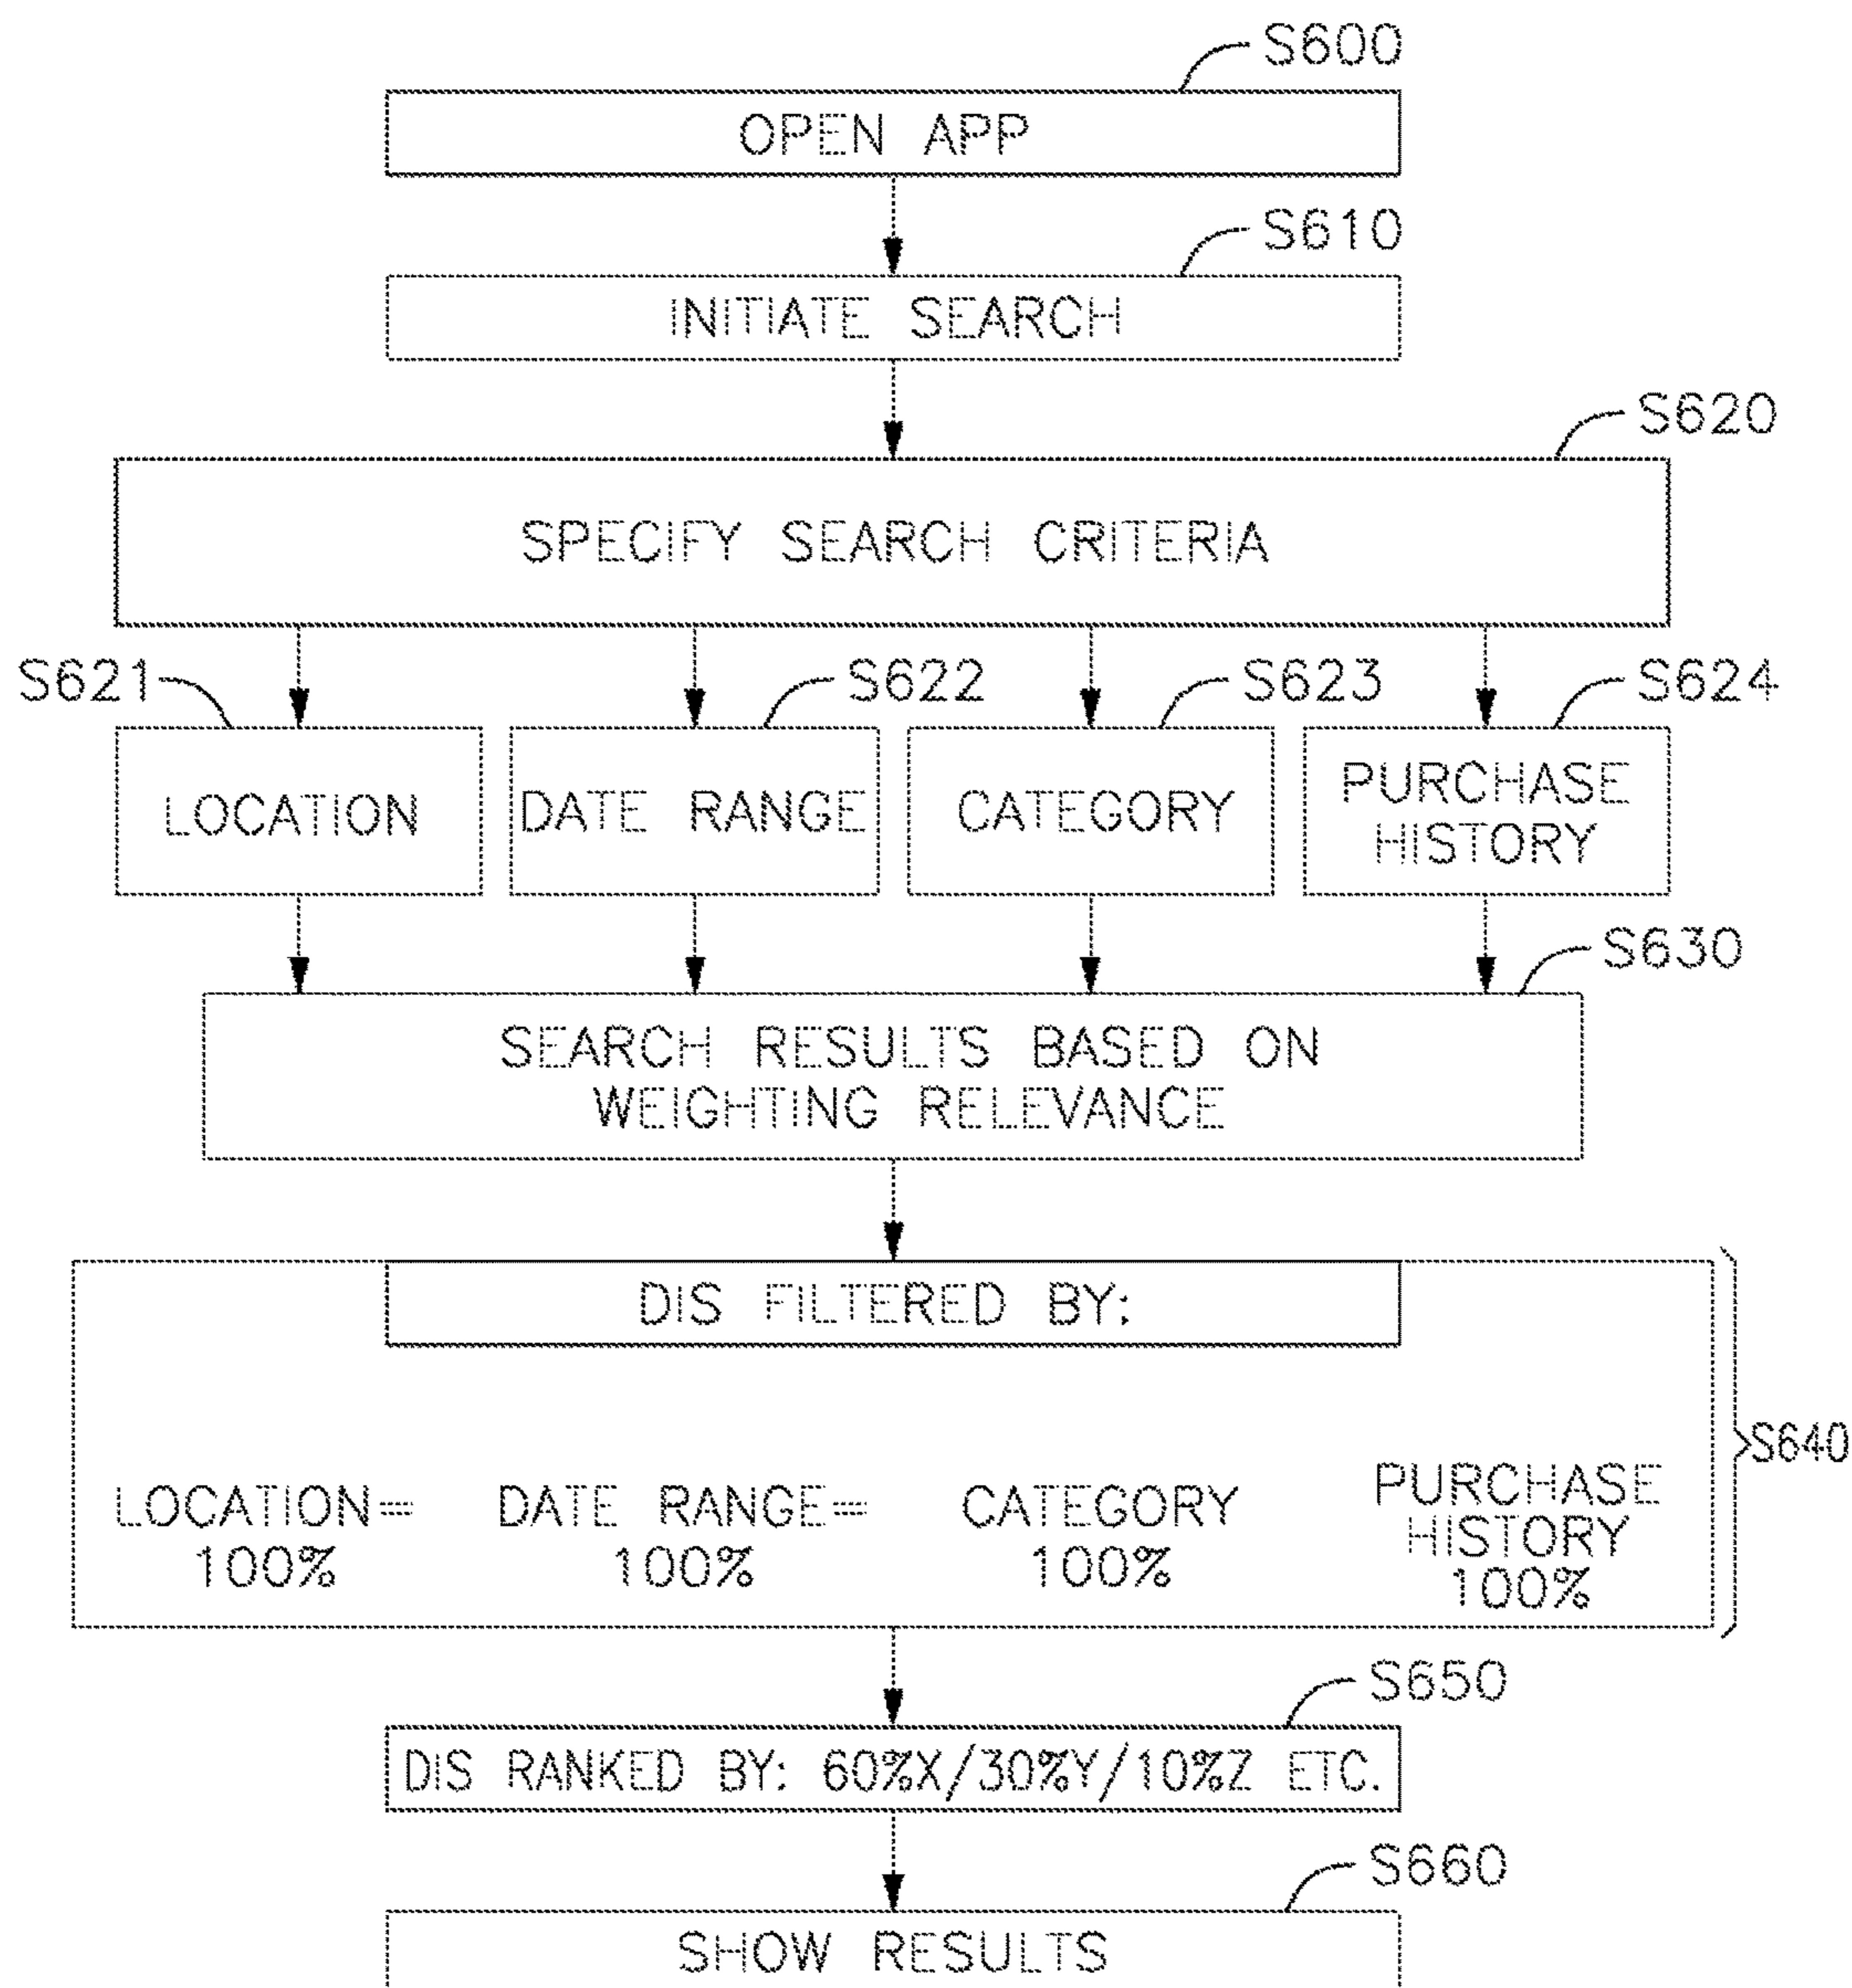 S600
OPEN APP
S610
INITIATE SEARCH
S620
SPECIFY SEARCH CRITERIA
S621
S622
S623
S624
LOCATION
DATE RANGE
CATEGORY
PURCHASE
HISTORY
S630
SEARCH RESULTS BASED ON
WEIGHTING RELEVANCE
DIS FILTERED BY:
S640
LOCATION=
100%
DATE RANGE=
100%
CATEGORY
100%
PURCHASE
HISTORY
100%
S650
DIS RANKED BY: 60%X/30%Y/10%Z ETC.
S660
SHOW RESULTS